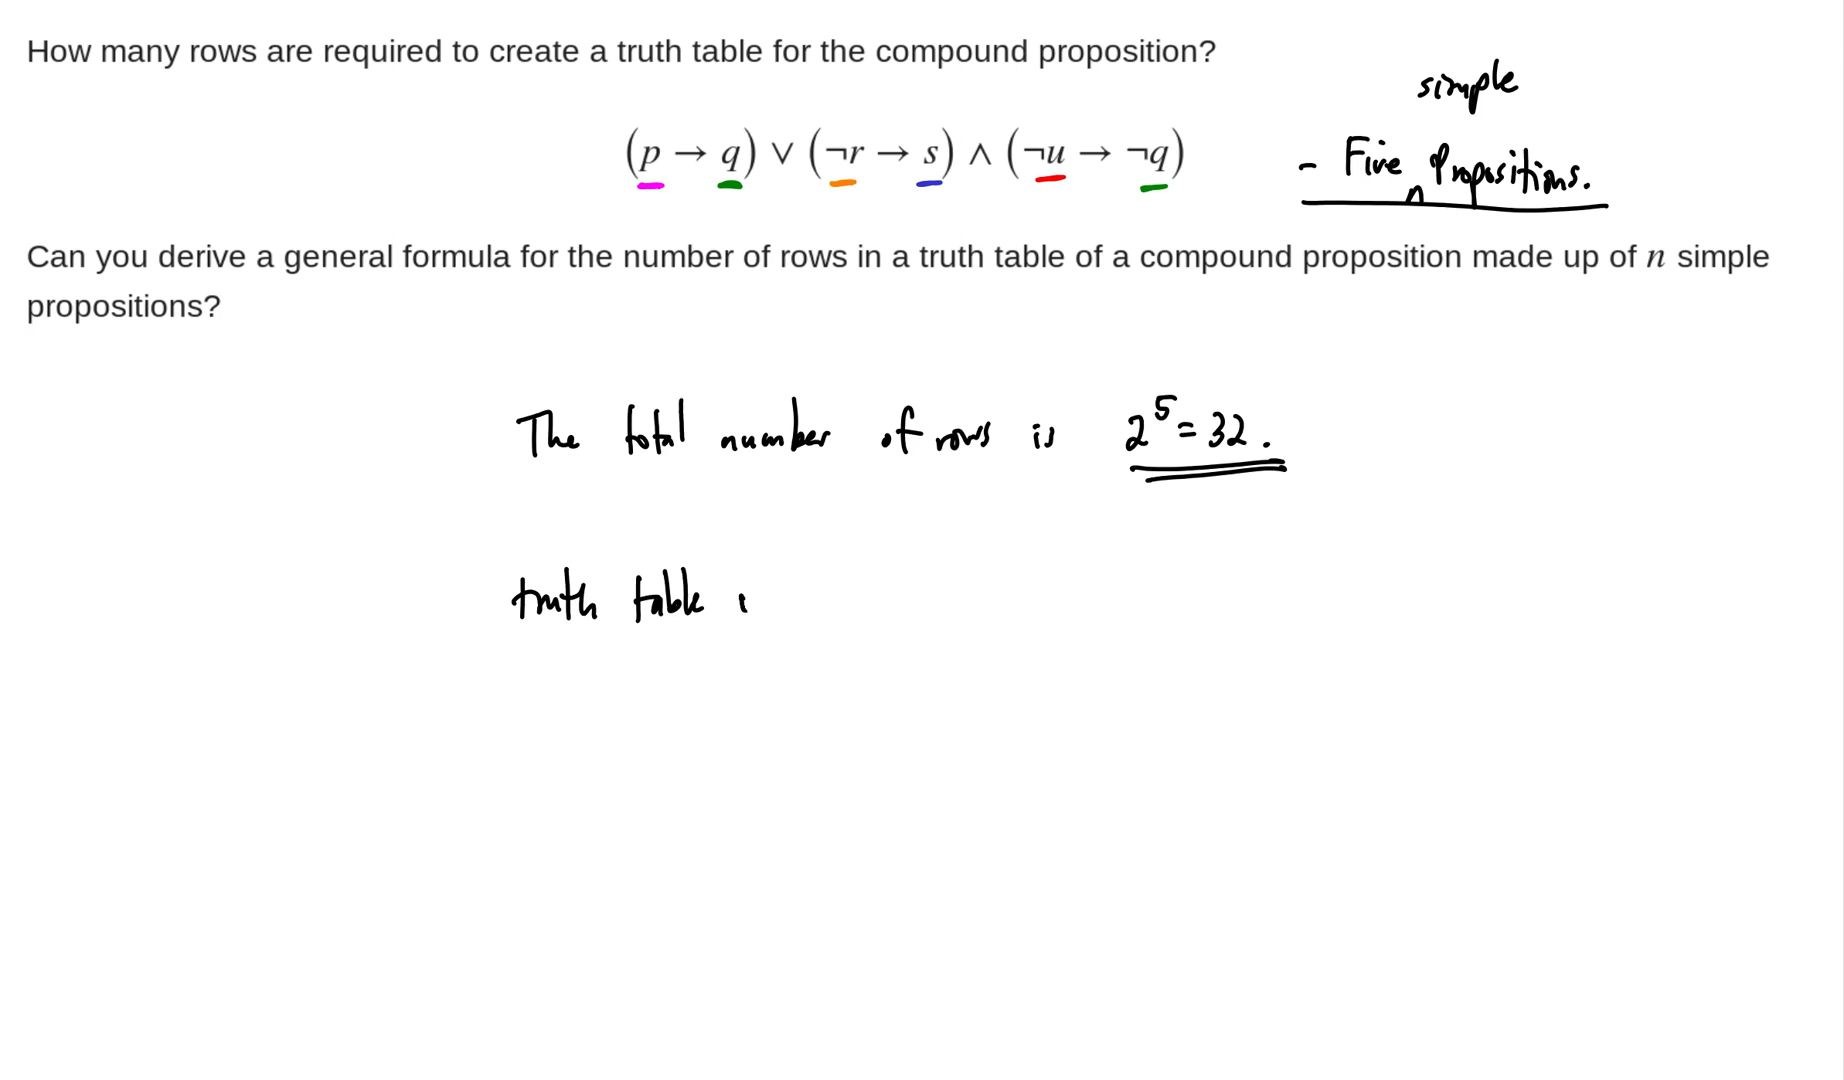 How many rows are required to create a truth table for the compound proposition?
simple
(p → q) ∨ (¬r → s) ∧ (¬u → ¬q)
- Five ∧ Propositions.
Can you derive a general formula for the number of rows in a truth table of a compound proposition made up of n simple
propositions?
The total number of rows is 2⁵ = 32.
truth table